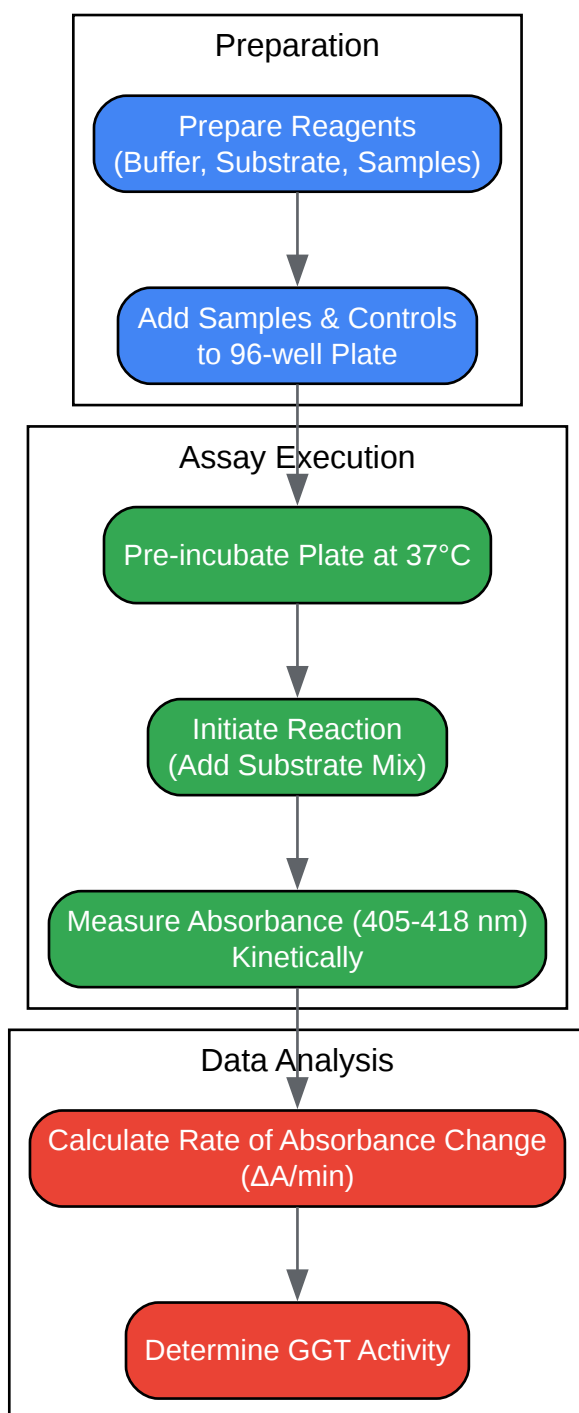 Preparation
Prepare Reagents
(Buffer, Substrate, Samples)
Add Samples & Controls
to 96-well Plate
Assay Execution
Pre-incubate Plate at 37°C
Initiate Reaction
(Add Substrate Mix)
Measure Absorbance (405-418 nm)
Kinetically
Data Analysis
Calculate Rate of Absorbance Change
(ΔA/min)
Determine GGT Activity